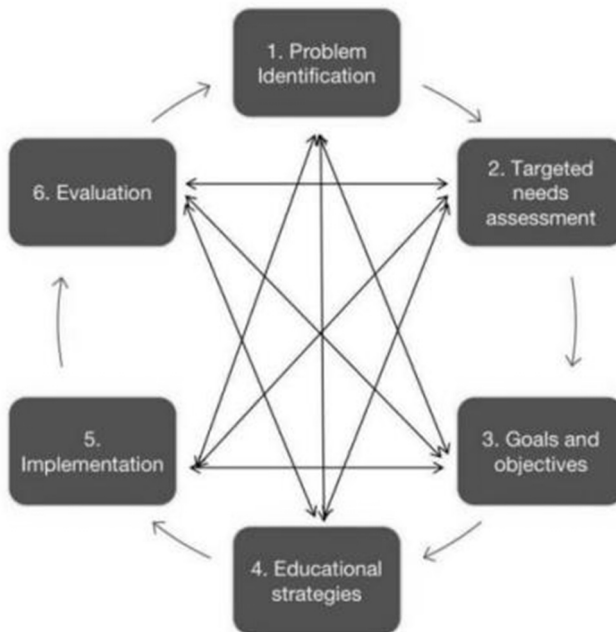 1. Problem
Identification
2. Targeted
needs
assessment
3. Goals and
objectives
4. Educational
strategies
5.
Implementation
6. Evaluation